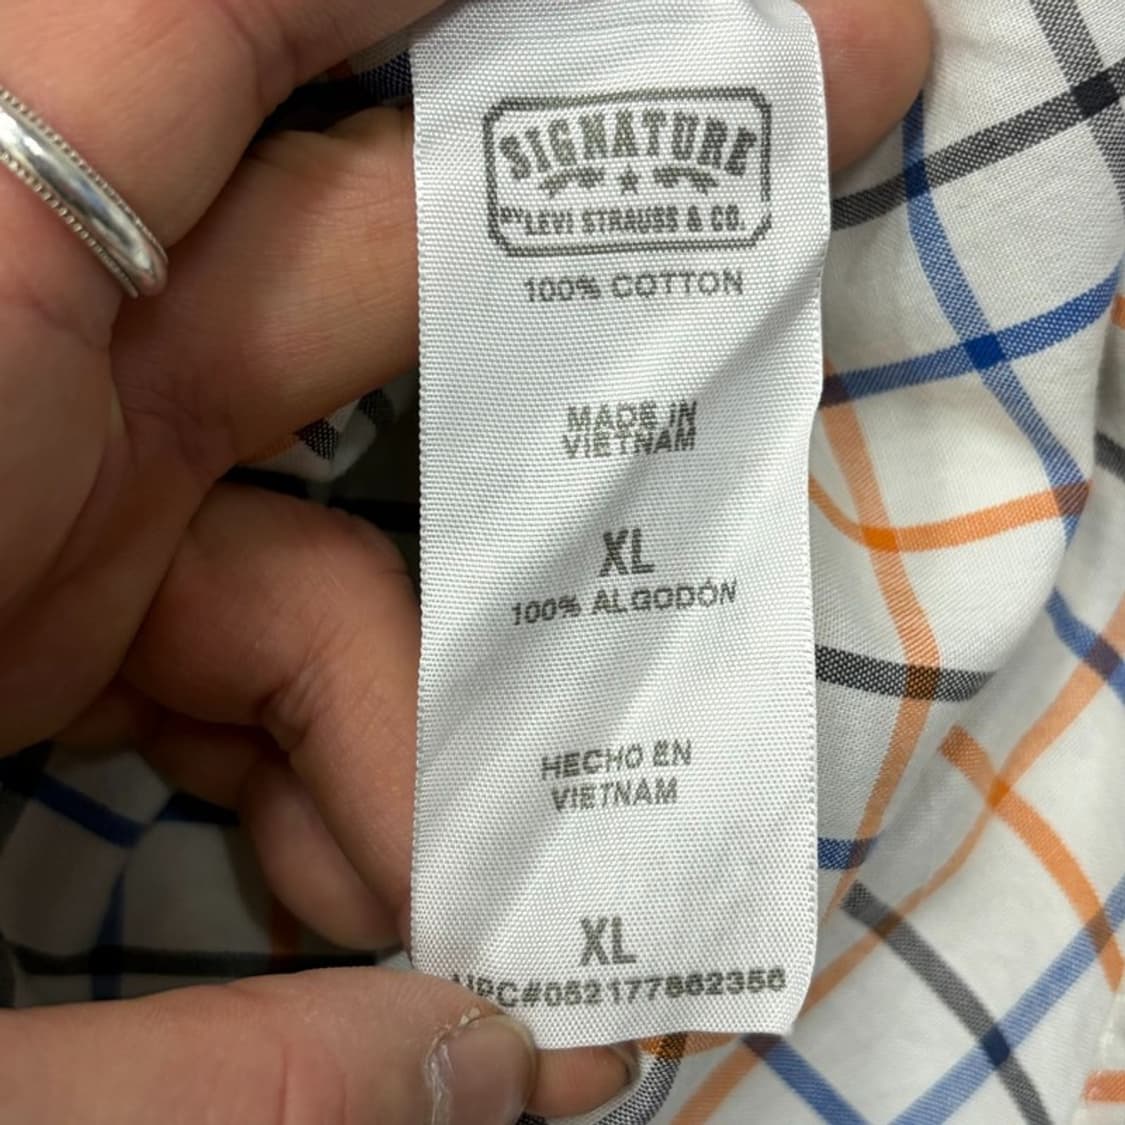 SIGNATURE
BY LEVI STRAUSS & CO.
100% COTTON
MADE IN
VIETNAM
XL
100% ALGODÓN
HECHO EN
VIETNAM
XL
UPC#052177862356